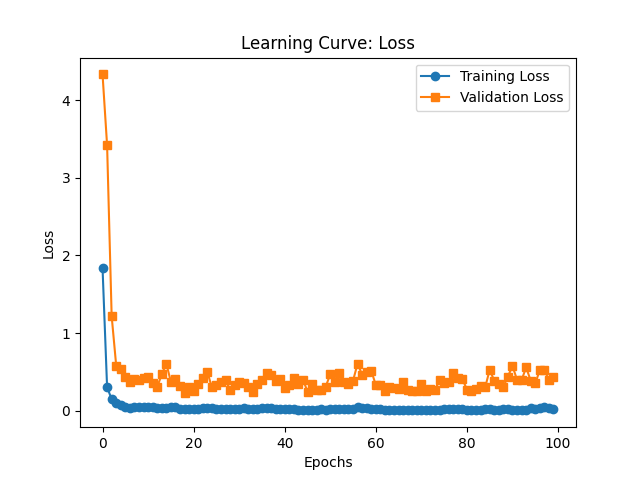 Learning Curve: Loss
Training Loss
Validation Loss
4
3
2
1
0
Loss
0 20 40 60 80 100
Epochs